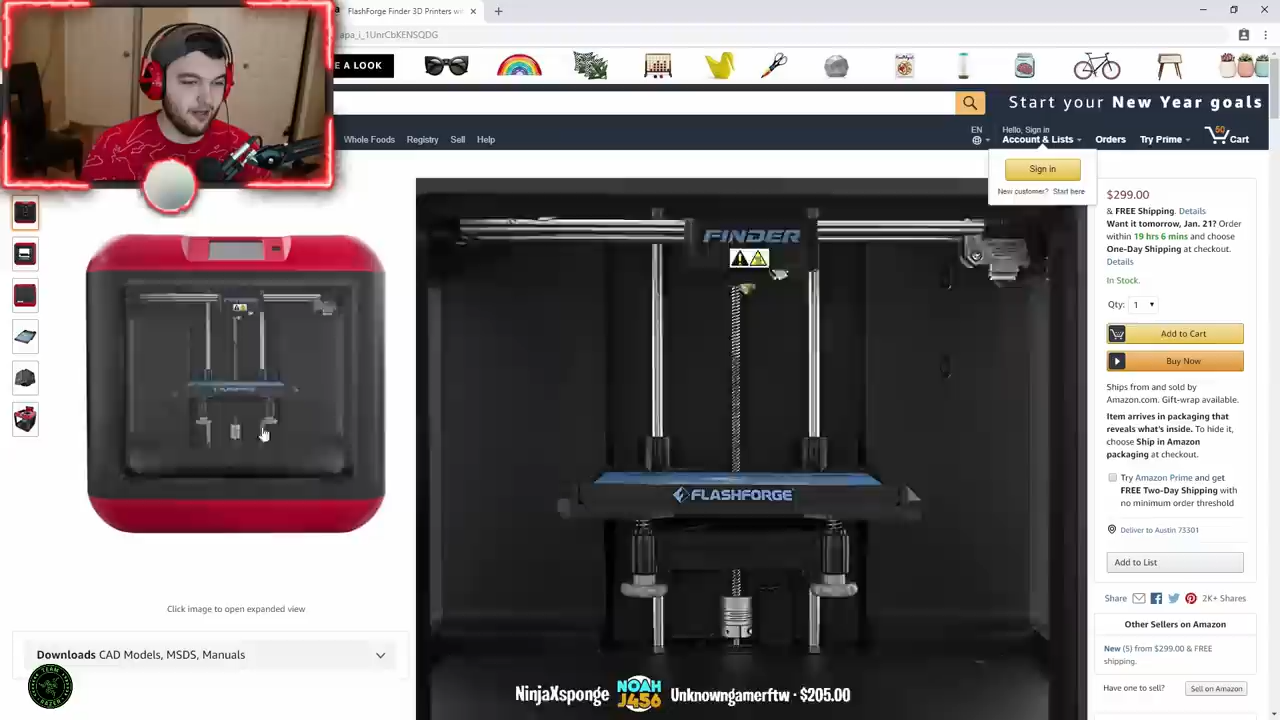 FlashForge Finder 3D Printers wi
apa_i_1UnrCbKENSQDG
E A LOOK
Start your New Year goals
Whole Foods Registry Sell Help
EN
Hello, Sign in
Account & Lists
Orders
Try Prime
50
Cart
Sign in
New customer? Start here
FINDER
FLASHFORGE
Click image to open expanded view
Downloads CAD Models, MSDS, Manuals
$299.00
& FREE Shipping. Details
Want it tomorrow, Jan. 21? Order
within 19 hrs 6 mins and choose
One-Day Shipping at checkout.
Details
In Stock.
Qty: 1
Add to Cart
Buy Now
Ships from and sold by
Amazon.com. Gift-wrap available.
Item arrives in packaging that
reveals what's inside. To hide it,
choose Ship in Amazon
packaging at checkout.
Try Amazon Prime and get
FREE Two-Day Shipping with
no minimum order threshold
Deliver to Austin 73301
Add to List
Share
2K+ Shares
Other Sellers on Amazon
New (5) from $299.00 & FREE
shipping.
Have one to sell?
Sell on Amazon
TEAM
RAZER
NinjaXsponge
NOAH
J456
Unknowngamerftw · $205.00